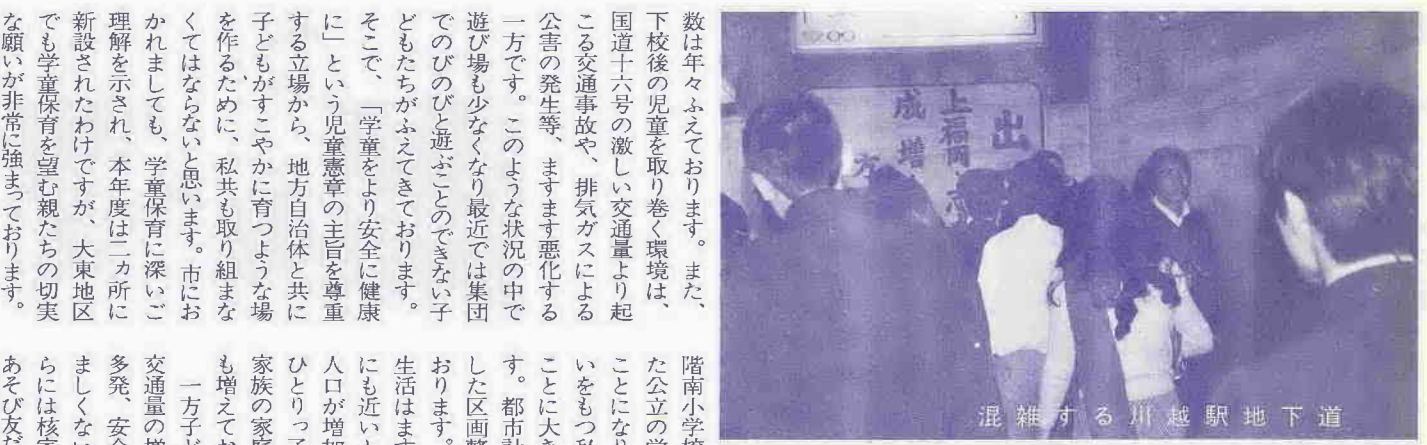 数は年々ふえております。また、
下校後の児童を取り巻く環境は、
国道十六号の激しい交通量より起
こる交通事故や、排気ガスによる
公害の発生等、ますます悪化する
一方です。このような状況の中で
遊び場も少なくなり最近では集団
でのびのびと遊ぶことのできない子
どもたちがふえてきております。
そこで、「学童をより安全に健康
に」という児童憲章の主旨を尊重
する立場から、地方自治体と共に
子どもがすこやかに育つような場
を作るために、私共も取り組まな
くてはならないと思います。市にお
かれましても、学童保育に深いご
理解を示され、本年度は二ヵ所に
新設されたわけですが、大東地区
でも学童保育を望む親たちの切実
な願いが非常に強まっております。
出
上福岡
成増
方
混雑する川越駅地下道
階南小学校
た公立の学
ことになり
いをもつ私
ことに大き
す。都市計
した区画整
おります。
生活はます
にも近いと
人口が増加
ひとりっ子
家族の家庭
も増えてお
一方子ど
交通量の増
多発、安全
ましくない
らには核家
あそび友だ